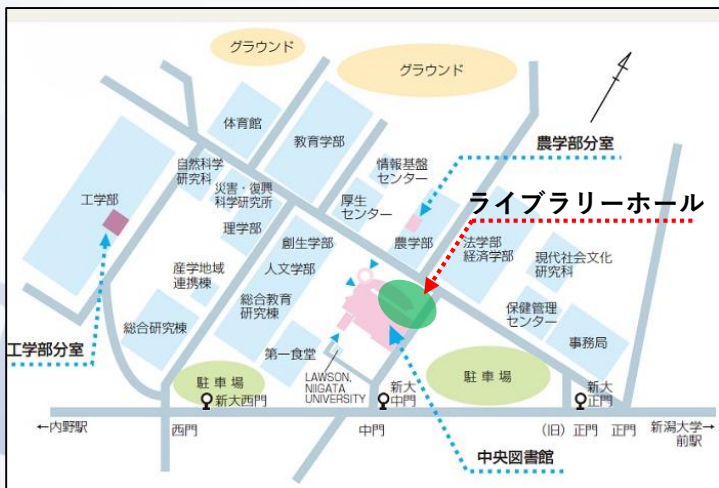 グラウンド
グラウンド
体育館
教育学部
農学部分室
自然科学
研究科
情報基盤
センター
工学部
災害・復興
科学研究所
厚生
センター
ライブラリーホール
理学部
創生学部
農学部
法学部
経済学部
現代社会文化
研究科
産学地域
連携棟
人文学部
総合教育
研究棟
保健管理
センター
総合研究棟
事務局
工学部分室
第一食堂
駐車場
LAWSON,
NIIGATA
UNIVERSITY
駐車場
新大西門
新大
中門
新大
正門
←内野駅
西門
中門
(旧)正門
正門
新潟大学→
前駅
中央図書館